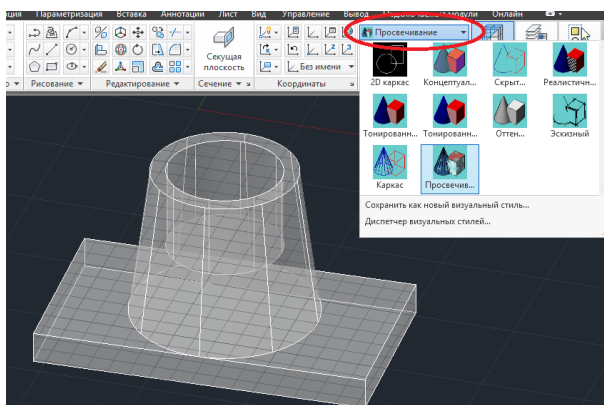 Параметризация Вставка Аннотации Лист Вид Управление Вывод модули Онлайн
Просвечивание
Секущая
плоскость
Без имени
Рисование Редактирование Сечение Координаты
2D каркас Концептуал... Скрыт... Реалистичн...
Тонированн... Тонированн... Оттен... Эскизный
Каркас Просвечив...
Сохранить как новый визуальный стиль...
Диспетчер визуальных стилей...